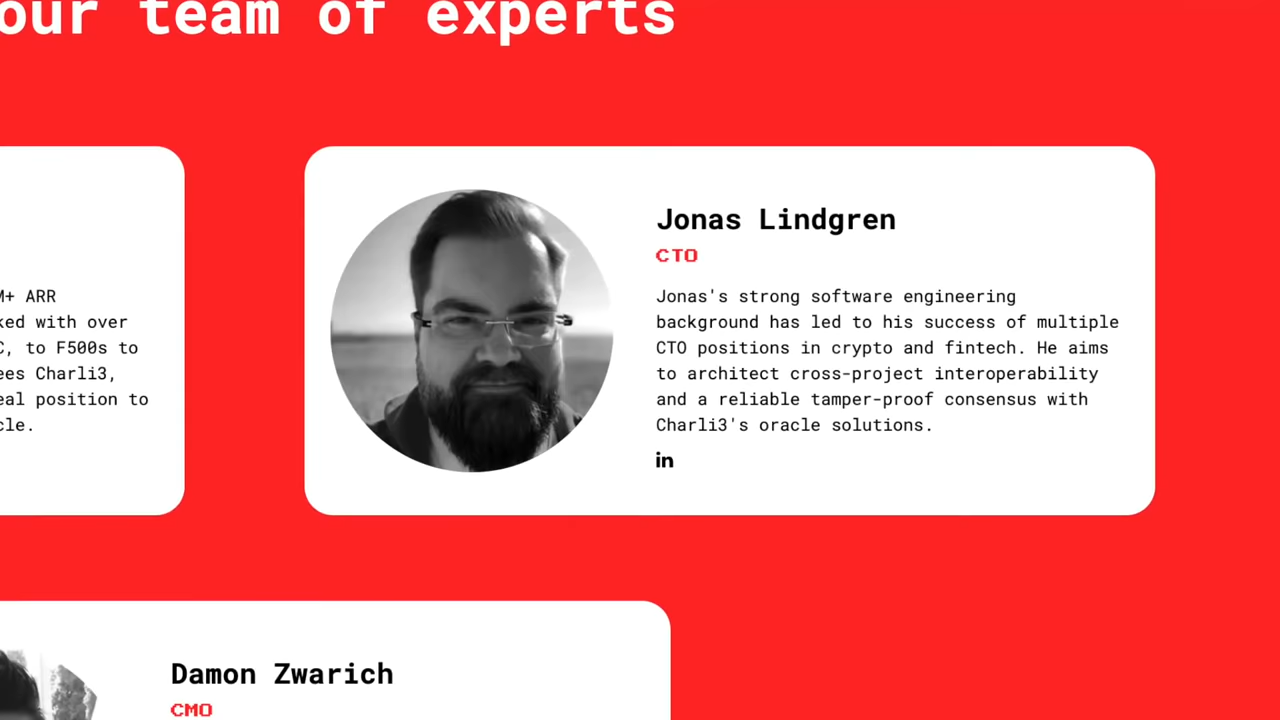 our team of experts
M+ ARR
ked with over
C, to F500s to
ees Charli3,
eal position to
cle.
Jonas Lindgren
CTO
Jonas's strong software engineering
background has led to his success of multiple
CTO positions in crypto and fintech. He aims
to architect cross-project interoperability
and a reliable tamper-proof consensus with
Charli3's oracle solutions.
in
Damon Zwarich
CMO